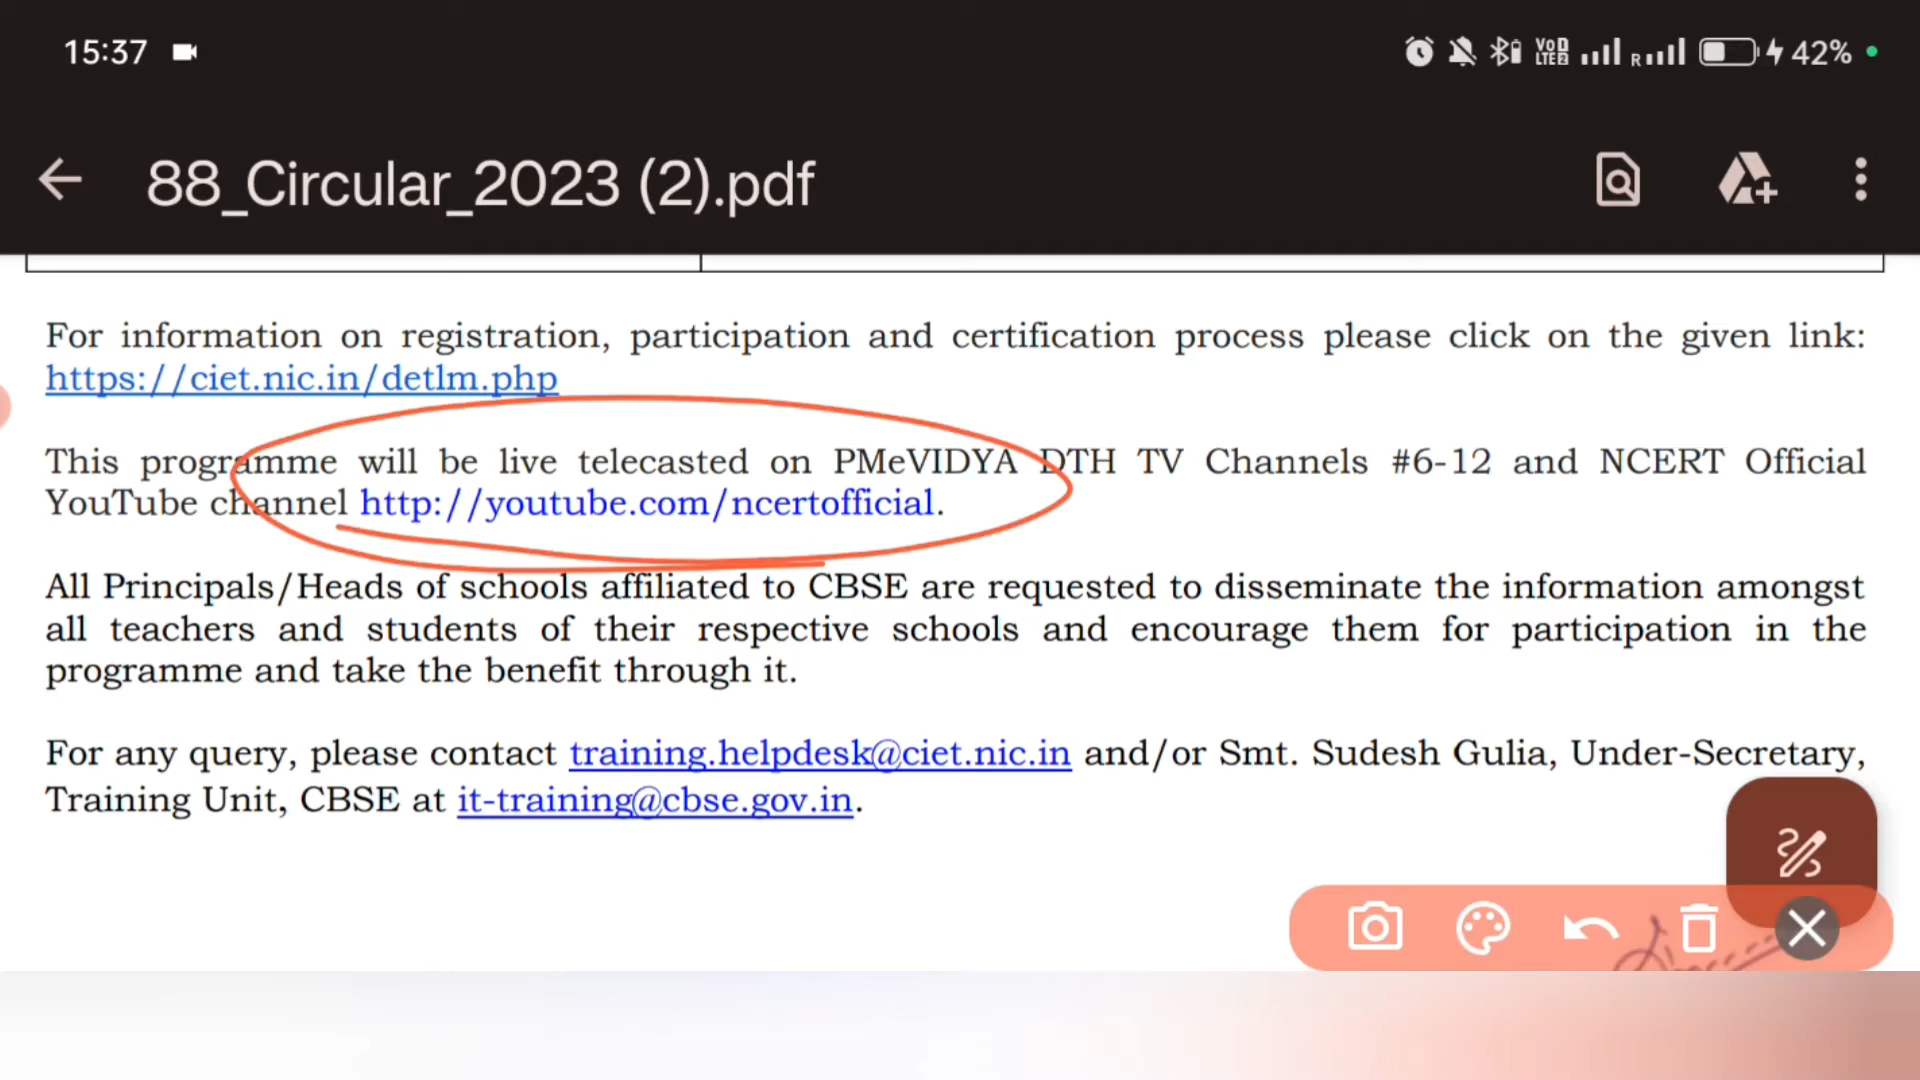 15:37
VoD LTE2 R 42%
88_Circular_2023 (2).pdf
For information on registration, participation and certification process please click on the given link:
https://ciet.nic.in/detlm.php
This programme will be live telecasted on PMeVIDYA DTH TV Channels #6-12 and NCERT Official
YouTube channel http://youtube.com/ncertofficial.
All Principals/Heads of schools affiliated to CBSE are requested to disseminate the information amongst
all teachers and students of their respective schools and encourage them for participation in the
programme and take the benefit through it.
For any query, please contact training.helpdesk@ciet.nic.in and/or Smt. Sudesh Gulia, Under-Secretary,
Training Unit, CBSE at it-training@cbse.gov.in.